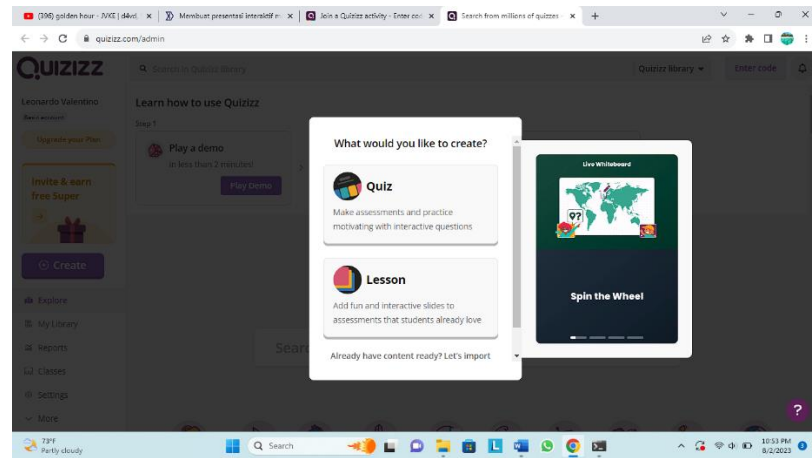 (396) golden hour - JVKE [
Membuat presentasi interaktif
Join a Quizizz activity - Enter co
Search from millions of quizzes
quizizz.com/admin
QUIZIZZ
Search in Quizizz library
Quizizz library
Enter code
Leonardo Valentino
Basic account
Upgrade your Plan
Invite & earn
free Super
Create
Explore
My Library
Reports
Classes
Settings
More
Learn how to use Quizizz
Step 1
Play a demo
in less than 2 minutes!
Play Demo
Sear
What would you like to create?
Quiz
Make assessments and practice
motivating with interactive questions
Lesson
Add fun and interactive slides to
assessments that students already love
Already have content ready? Let's import
Live Whiteboard
??
Spin the Wheel
?
73°F
Partly cloudy
Search
10:53 PM
8/2/2023